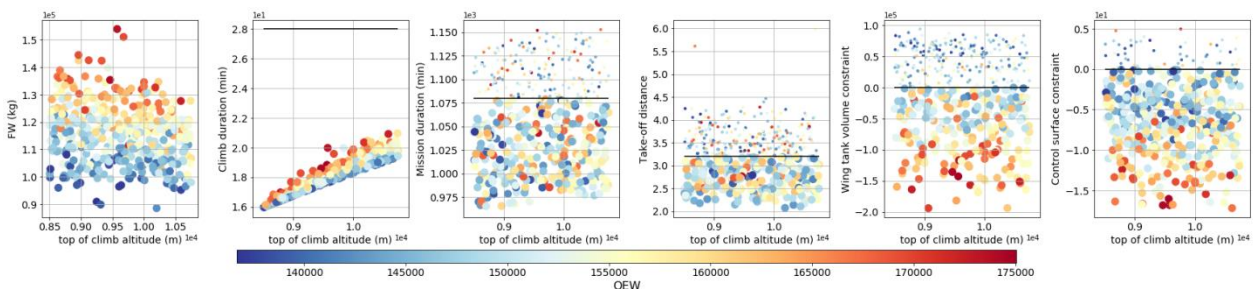 1e5
FW (kg)
1.5
1.4
1.3
1.2
1.1
1.0
0.9
0.85 0.90 0.95 1.00 1.05
top of climb altitude (m) 1e4
1e1
Climb duration (min)
2.8
2.6
2.4
2.2
2.0
1.8
1.6
0.9 1.0
top of climb altitude (m) 1e4
1e3
Mission duration (min)
1.150
1.125
1.100
1.075
1.050
1.025
1.000
0.975
0.9 1.0
top of climb altitude (m) 1e4
Take-off distance
6.0
5.5
5.0
4.5
4.0
3.5
3.0
2.5
2.0
0.9 1.0
top of climb altitude (m) 1e4
1e5
Wing tank volume constraint
1.0
0.5
0.0
−0.5
−1.0
−1.5
−2.0
0.9 1.0
top of climb altitude (m) 1e4
1e1
Control surface constraint
0.5
0.0
−0.5
−1.0
−1.5
0.9 1.0
top of climb altitude (m) 1e4
140000 145000 150000 155000 160000 165000 170000 175000
OEW